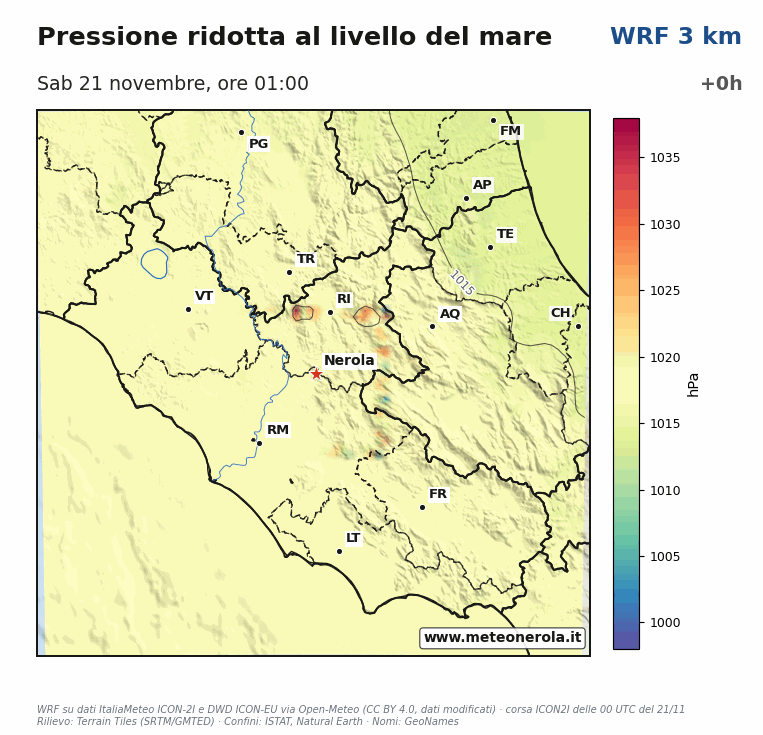 Pressione ridotta al livello del mare
WRF 3 km
Sab 21 novembre, ore 01:00
+0h
FM
PG
AP
TE
TR
1015
VT
RI
AQ
CH
Nerola
RM
FR
LT
www.meteonerola.it
1035
1030
1025
1020
1015
1010
1005
1000
hPa
WRF su dati ItaliaMeteo ICON-2I e DWD ICON-EU via Open-Meteo (CC BY 4.0, dati modificati) · corsa ICON2I delle 00 UTC del 21/11
Rilievo: Terrain Tiles (SRTM/GMTED) · Confini: ISTAT, Natural Earth · Nomi: GeoNames